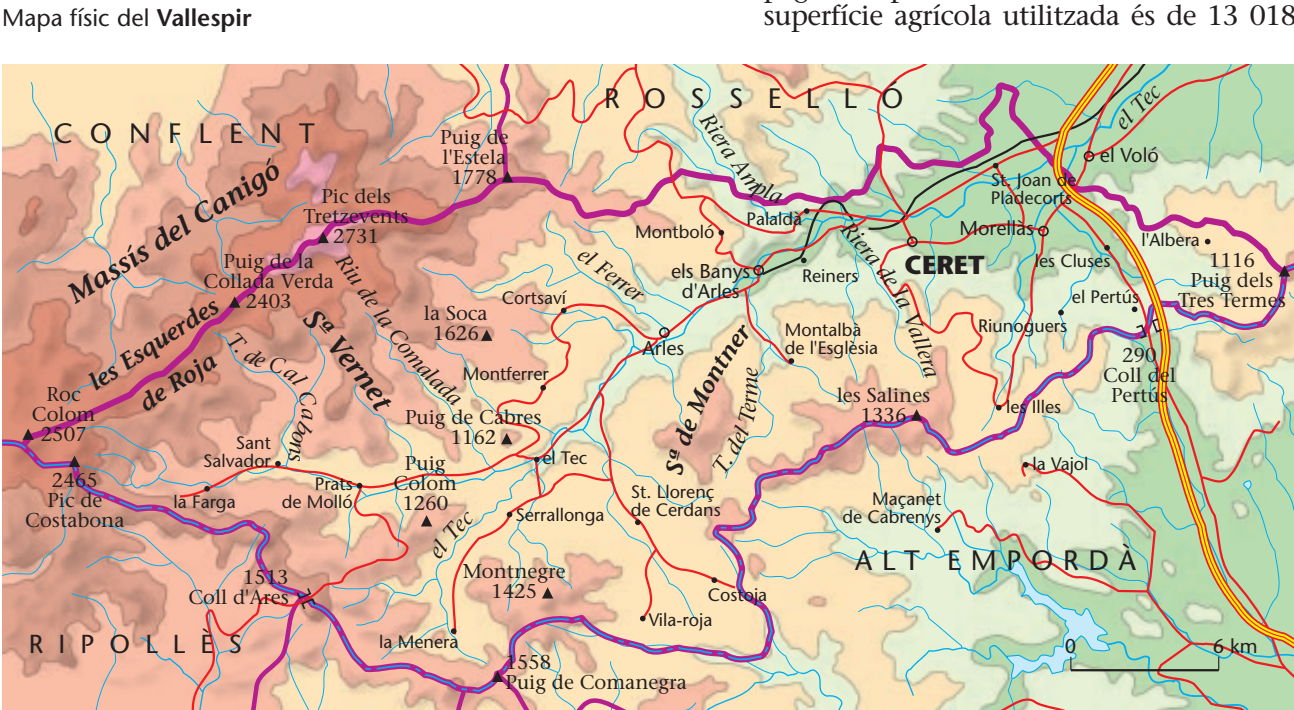 Mapa físic del Vallespir
superfície agrícola utilitzada és de 13 018
CONFLENT
ROSSELLÓ
Massís del Canigó
Puig de
l'Estela
1778
Riera Ampla
el Tec
el Voló
St. Joan de
Pladecorts
Pic dels
Tretzevents
2731
Palaldà
Montboló
Morellàs
l'Albera
CERET
les Cluses
1116
Puig dels
Tres Termes
Puig de la
Collada Verda
2403
Riu de la Comalada
el Ferrer
els Banys
d'Arles
Reiners
Riera de la Vallera
el Pertús
Cortsaví
la Soca
1626
Sª Vernet
les Esquerdes
de Roja
T. de Cal Cabons
Arles
Montalbà
de l'Esglèsia
Riunoguers
290
Coll del
Pertús
Montferrer
Sª de Montner
T. del Terme
les Salines
1336
les Illes
Roc
Colom
2507
Puig de Cabres
1162
Sant
Salvador
el Tec
la Vajol
2465
Pic de
Costabona
la Farga
Prats
de Molló
Puig
Colom
1260
St. Llorenç
de Cerdans
Maçanet
de Cabrenys
Serrallonga
el Tec
ALT EMPORDÀ
1513
Coll d'Ares
Montnegre
1425
Costoja
Vila-roja
RIPOLLÈS
la Menera
0 6 km
1558
Puig de Comanegra